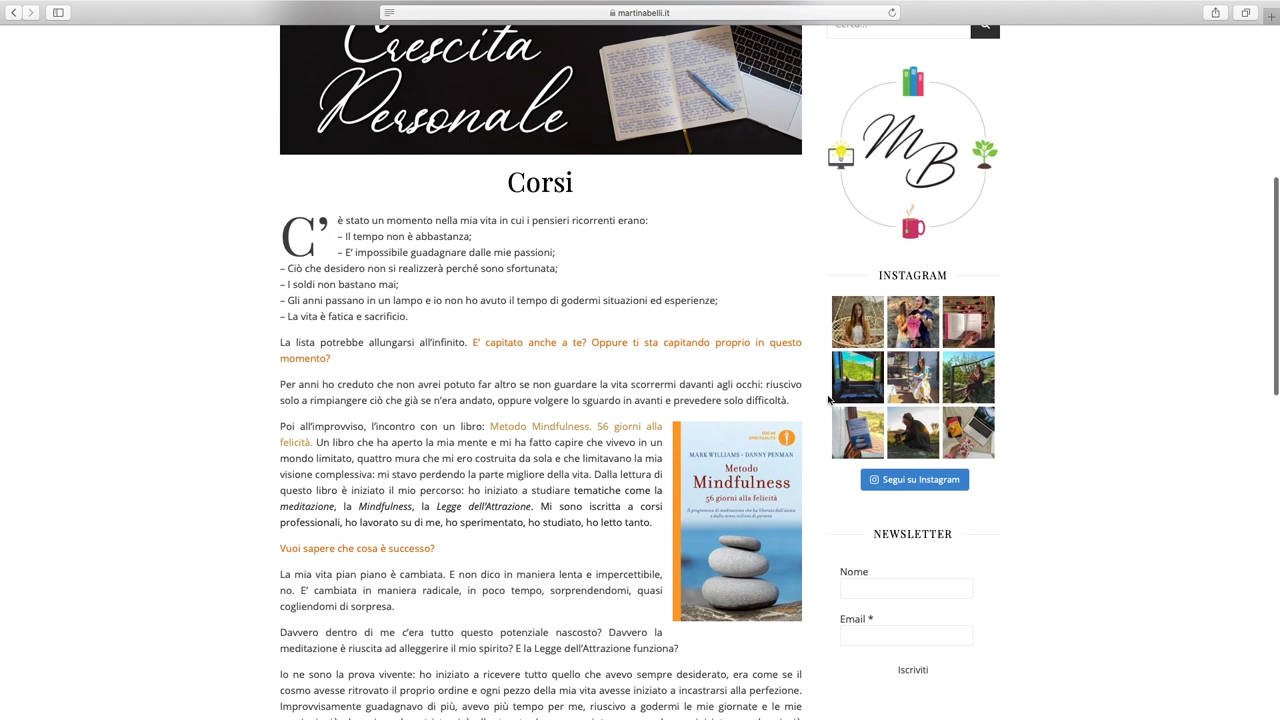 martinabelli.it
Crescita
Personale
MB
Corsi
C'è stato un momento nella mia vita in cui i pensieri ricorrenti erano:
– Il tempo non è abbastanza;
– E' impossibile guadagnare dalle mie passioni;
– Ciò che desidero non si realizzerà perché sono sfortunata;
– I soldi non bastano mai;
– Gli anni passano in un lampo e io non ho avuto il tempo di godermi situazioni ed esperienze;
– La vita è fatica e sacrificio.
La lista potrebbe allungarsi all'infinito. E' capitato anche a te? Oppure ti sta capitando proprio in questo
momento?
Per anni ho creduto che non avrei potuto far altro se non guardare la vita scorrermi davanti agli occhi: riuscivo
solo a rimpiangere ciò che già se n'era andato, oppure volgere lo sguardo in avanti e prevedere solo difficoltà.
Poi all'improvviso, l'incontro con un libro: Metodo Mindfulness. 56 giorni alla
felicità. Un libro che ha aperto la mia mente e mi ha fatto capire che vivevo in un
mondo limitato, quattro mura che mi ero costruita da sola e che limitavano la mia
visione complessiva: mi stavo perdendo la parte migliore della vita. Dalla lettura di
questo libro è iniziato il mio percorso: ho iniziato a studiare tematiche come la
meditazione, la Mindfulness, la Legge dell'Attrazione. Mi sono iscritta a corsi
professionali, ho lavorato su di me, ho sperimentato, ho studiato, ho letto tanto.
Vuoi sapere che cosa è successo?
La mia vita pian piano è cambiata. E non dico in maniera lenta e impercettibile,
no. E' cambiata in maniera radicale, in poco tempo, sorprendendomi, quasi
cogliendomi di sorpresa.
Davvero dentro di me c'era tutto questo potenziale nascosto? Davvero la
meditazione è riuscita ad alleggerire il mio spirito? E la Legge dell'Attrazione funziona?
Io ne sono la prova vivente: ho iniziato a ricevere tutto quello che avevo sempre desiderato, era come se il
cosmo avesse ritrovato il proprio ordine e ogni pezzo della mia vita avesse iniziato a incastrarsi alla perfezione.
Improvvisamente guadagnavo di più, avevo più tempo per me, riuscivo a godermi le mie giornate e le mie
MARK WILLIAMS - DANNY PENMAN
Metodo
Mindfulness
56 giorni alla felicità
INSTAGRAM
Segui su Instagram
NEWSLETTER
Nome
Email *
Iscriviti